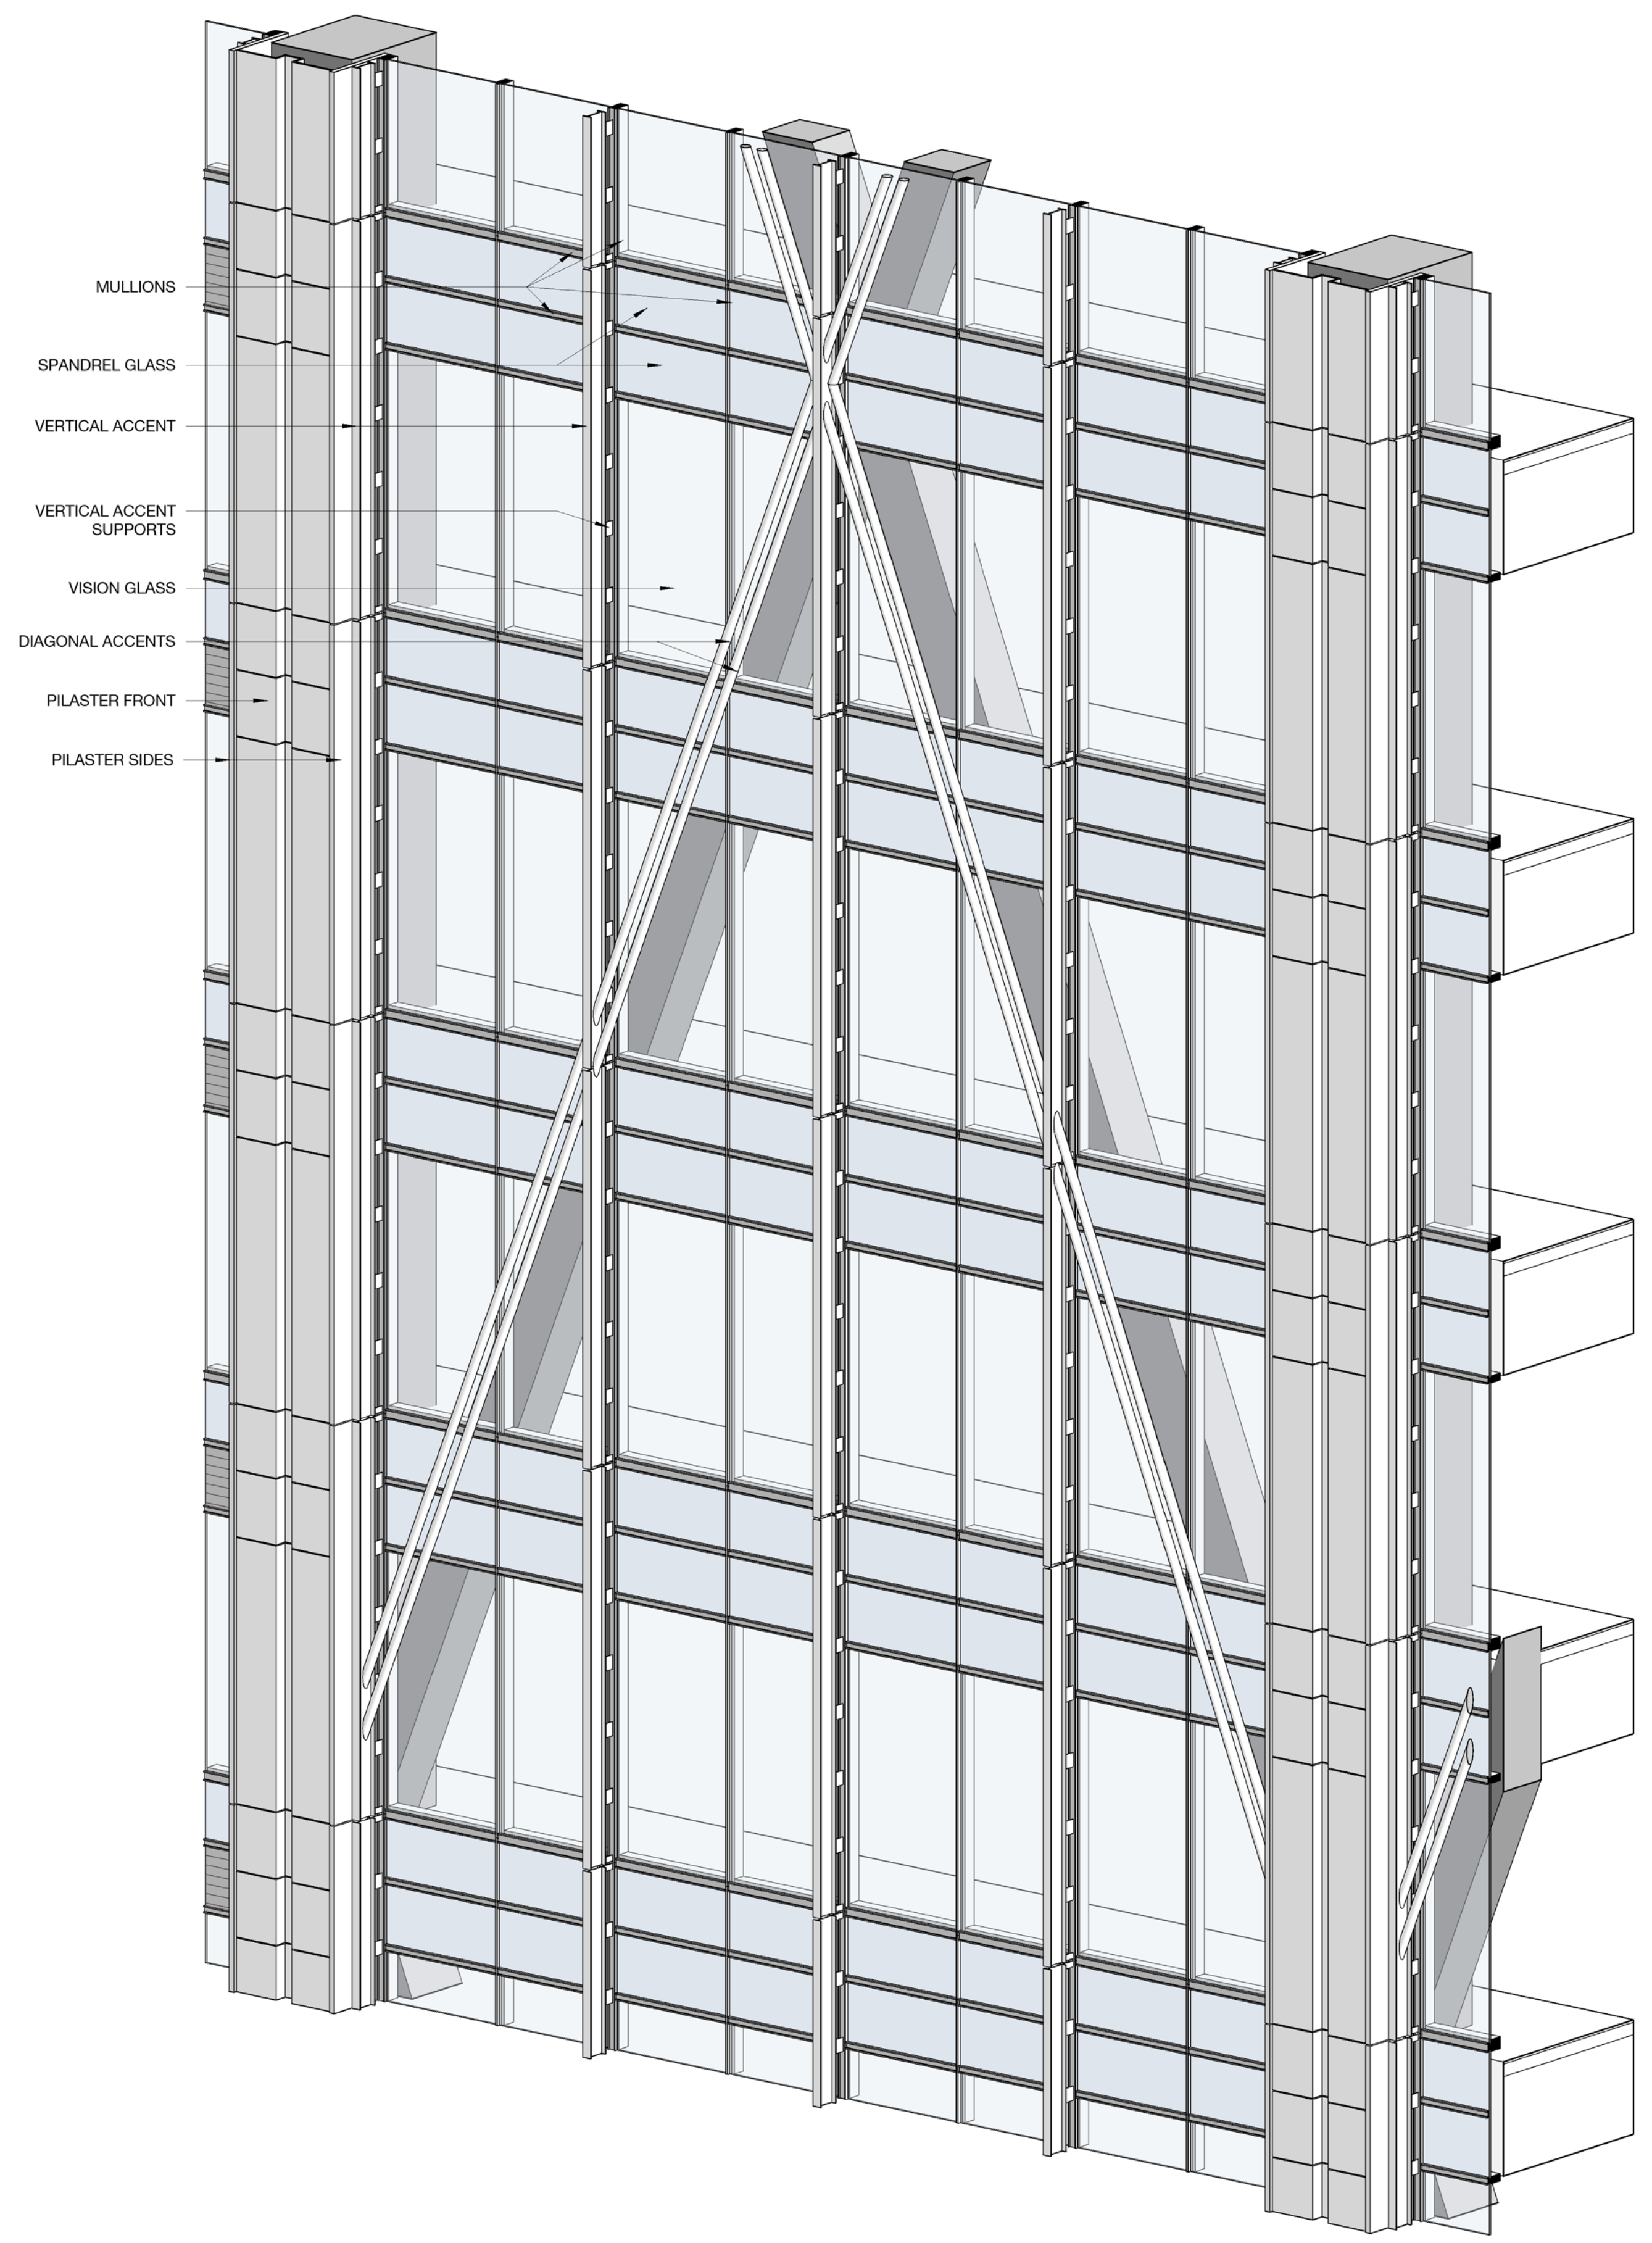 MULLIONS
SPANDREL GLASS
VERTICAL ACCENT
VERTICAL ACCENT
SUPPORTS
VISION GLASS
DIAGONAL ACCENTS
PILASTER FRONT
PILASTER SIDES